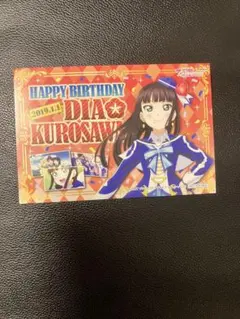 HAPPY BIRTHDAY
2019.1.1
DIA
KUROSAWA